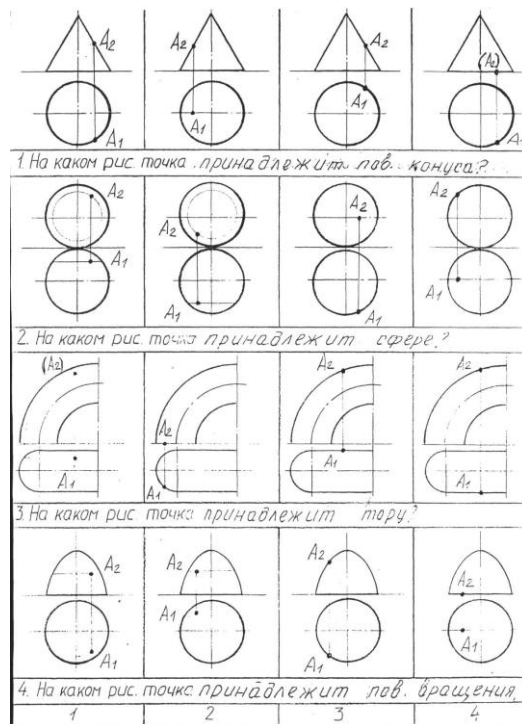 A2 A2 A2 (A2)
A1 A1 A1 A1
1. На каком рис. точка принадлежит пов. конуса?
A2 A2 A2 A2
A1 A1 A1 A1
2. На каком рис. точка принадлежит сфере?
(A2) A2 A2 A2
A1 A1 A1 A1
3. На каком рис точка принадлежит тору?
A2 A2 A2 A2
A1 A1 A1 A1
4. На каком рис. точка принадлежит пов. вращения.
1 2 3 4